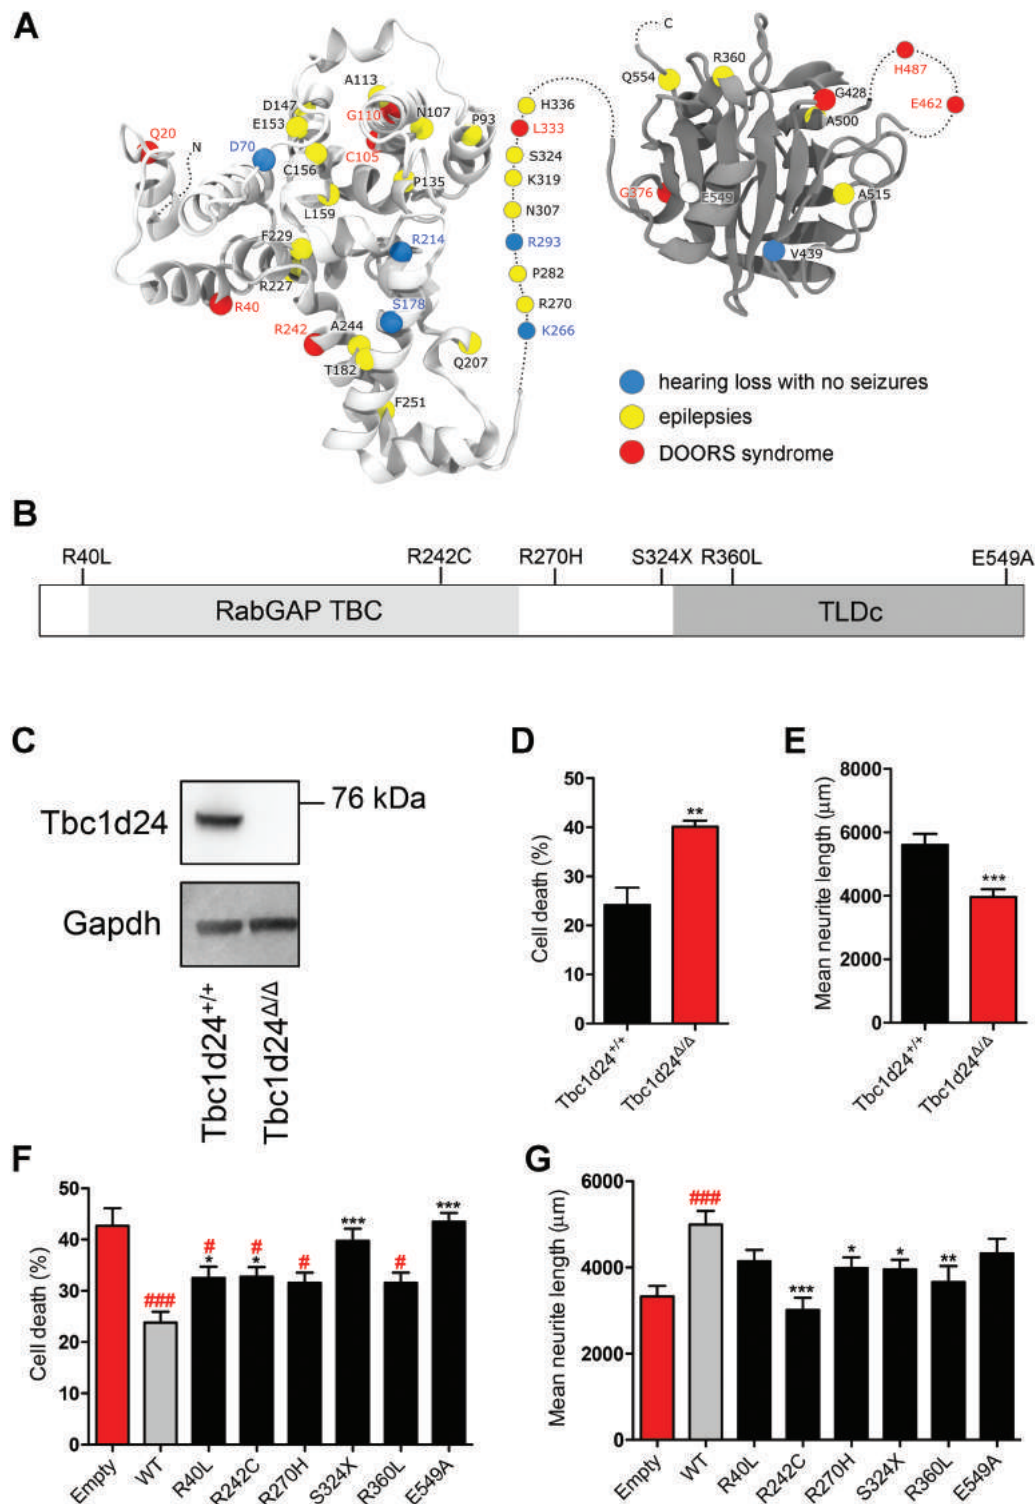 A
C
Q554
R360
H487
G428
E462
A500
A515
G376
E549
V439
A113
D147
E153
G110
N107
P93
Q20
N
D70
C105
C156
P135
L159
F229
R214
R227
R40
S178
R242
A244
T182
Q207
F251
H336
L333
S324
K319
N307
R293
P282
R270
K266
hearing loss with no seizures
epilepsies
DOORS syndrome
B
R40L R242C R270H S324X R360L E549A
RabGAP TBC TLDc
C
Tbc1d24
76 kDa
Gapdh
Tbc1d24+/+
Tbc1d24Δ/Δ
D
Cell death (%)
50
40
30
20
10
0
**
Tbc1d24+/+
Tbc1d24Δ/Δ
E
Mean neurite length (μm)
8000
6000
4000
2000
0
***
Tbc1d24+/+
Tbc1d24Δ/Δ
F
Cell death (%)
50
40
30
20
10
0
###
#
*
#
*
#
***
#
***
Empty
WT
R40L
R242C
R270H
S324X
R360L
E549A
G
Mean neurite length (μm)
6000
4000
2000
0
###
***
*
*
**
Empty
WT
R40L
R242C
R270H
S324X
R360L
E549A